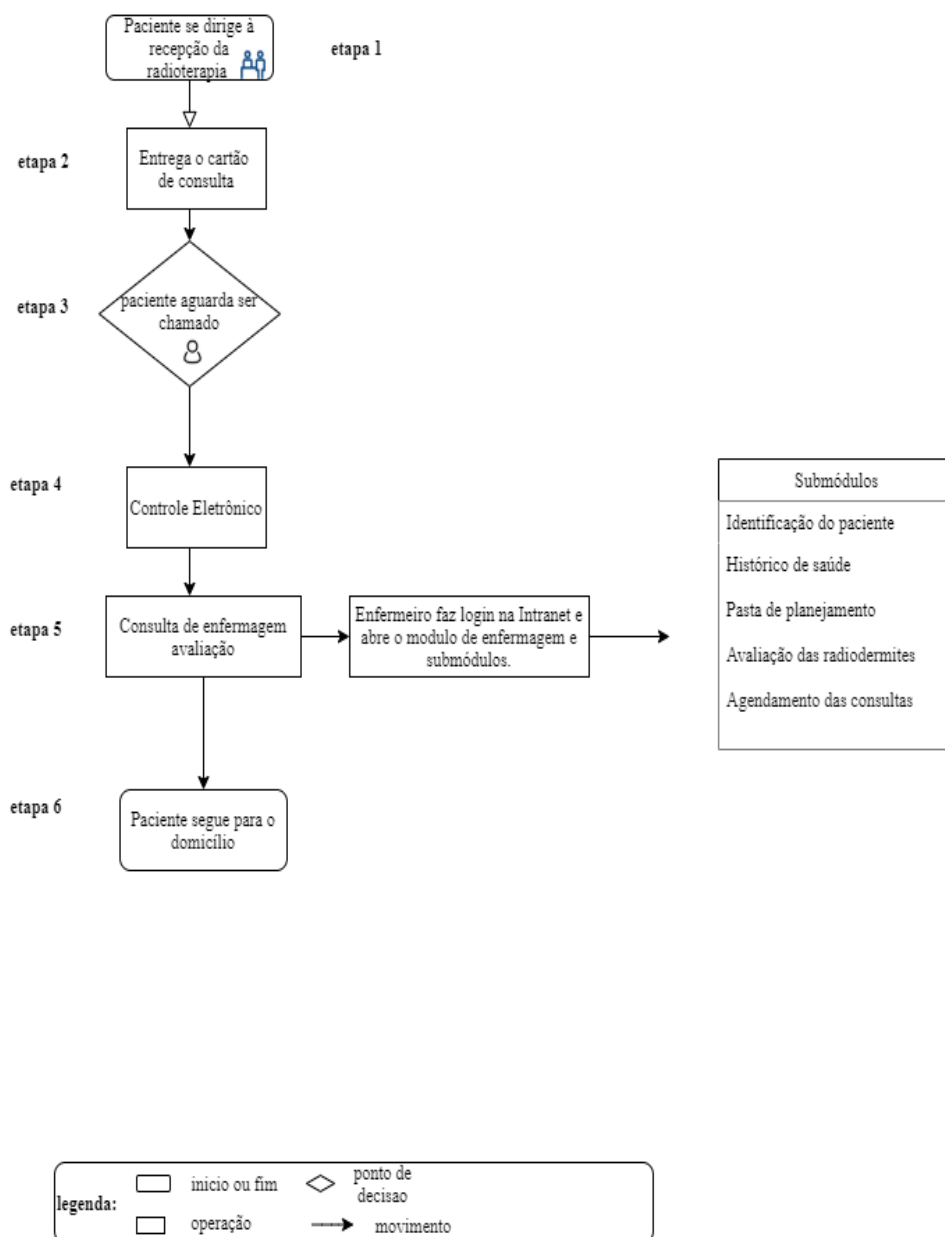 Paciente se dirige à
recepção da
radioterapia
etapa 1
etapa 2
Entrega o cartão
de consulta
etapa 3
paciente aguarda ser
chamado
etapa 4
Controle Eletrônico
etapa 5
Consulta de enfermagem
avaliação
Enfermeiro faz login na Intranet e
abre o modulo de enfermagem e
submódulos.
Submódulos
Identificação do paciente
Histórico de saúde
Pasta de planejamento
Avaliação das radiodermites
Agendamento das consultas
etapa 6
Paciente segue para o
domicílio
legenda:
inicio ou fim
ponto de
decisao
operação
movimento